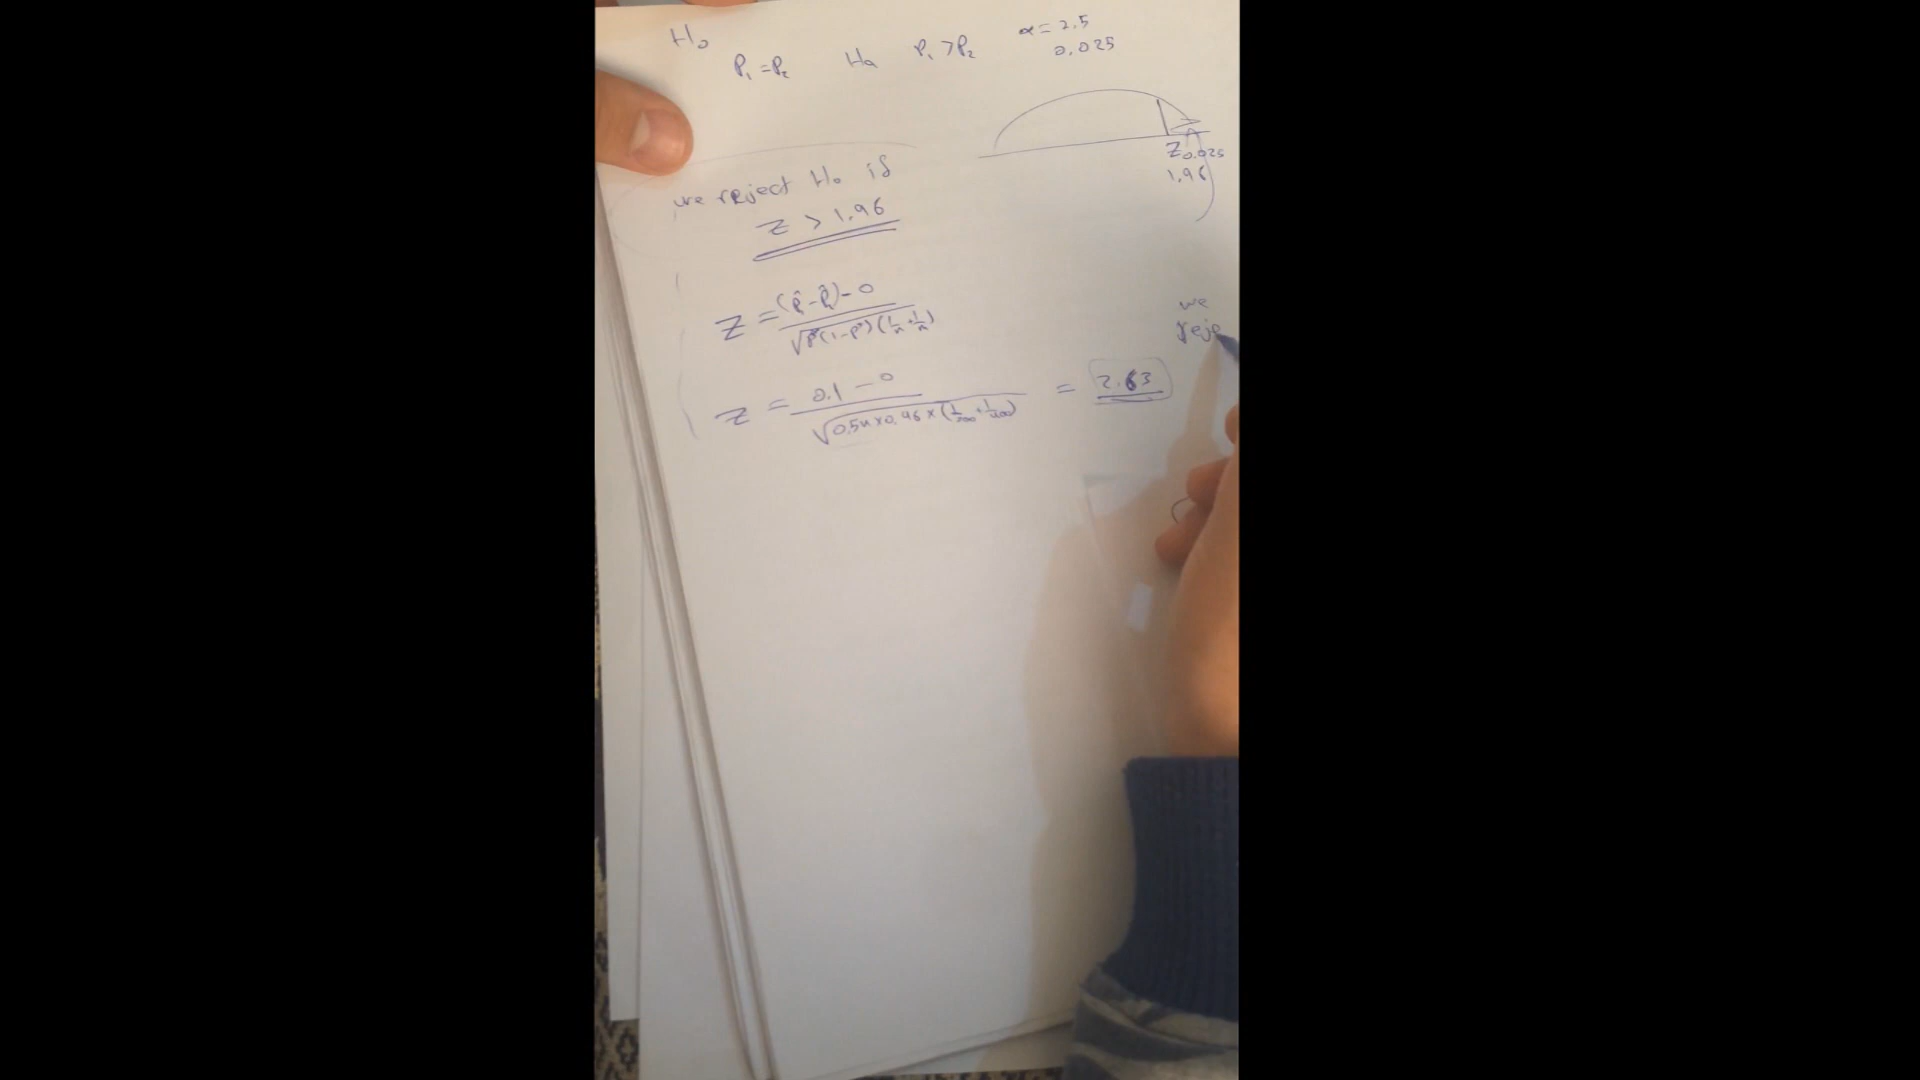 H₀
P₁ = P₂ Ha P₁ > P₂
α = 2.5
0.025
Z0.025
1.96
we reject H₀ if
Z > 1.96
Z = (p̂ - p̂) - 0
√p*(1-p*)(1/n + 1/n)
we
reje
Z = 0.1 - 0
√0.54 x 0.46 x (1/300 + 1/200) = 2.63